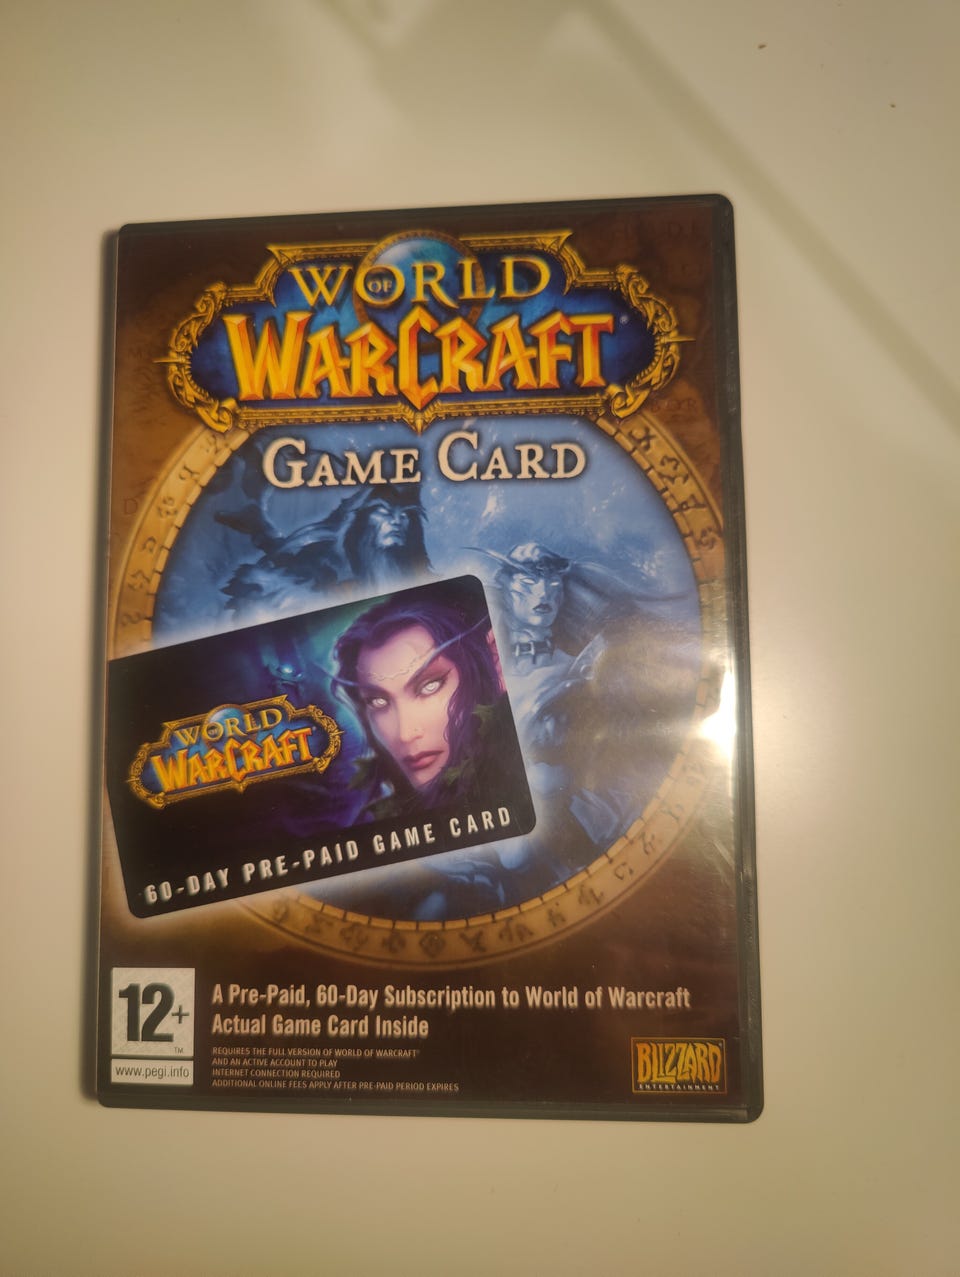 WORLD
OF
WARCRAFT®
GAME CARD
WORLD
OF
WARCRAFT
60-DAY PRE-PAID GAME CARD
12+
™
www.pegi.info
A Pre-Paid, 60-Day Subscription to World of Warcraft
Actual Game Card Inside
REQUIRES THE FULL VERSION OF WORLD OF WARCRAFT®
AND AN ACTIVE ACCOUNT TO PLAY
INTERNET CONNECTION REQUIRED
ADDITIONAL ONLINE FEES APPLY AFTER PRE-PAID PERIOD EXPIRES
BLIZZARD
ENTERTAINMENT